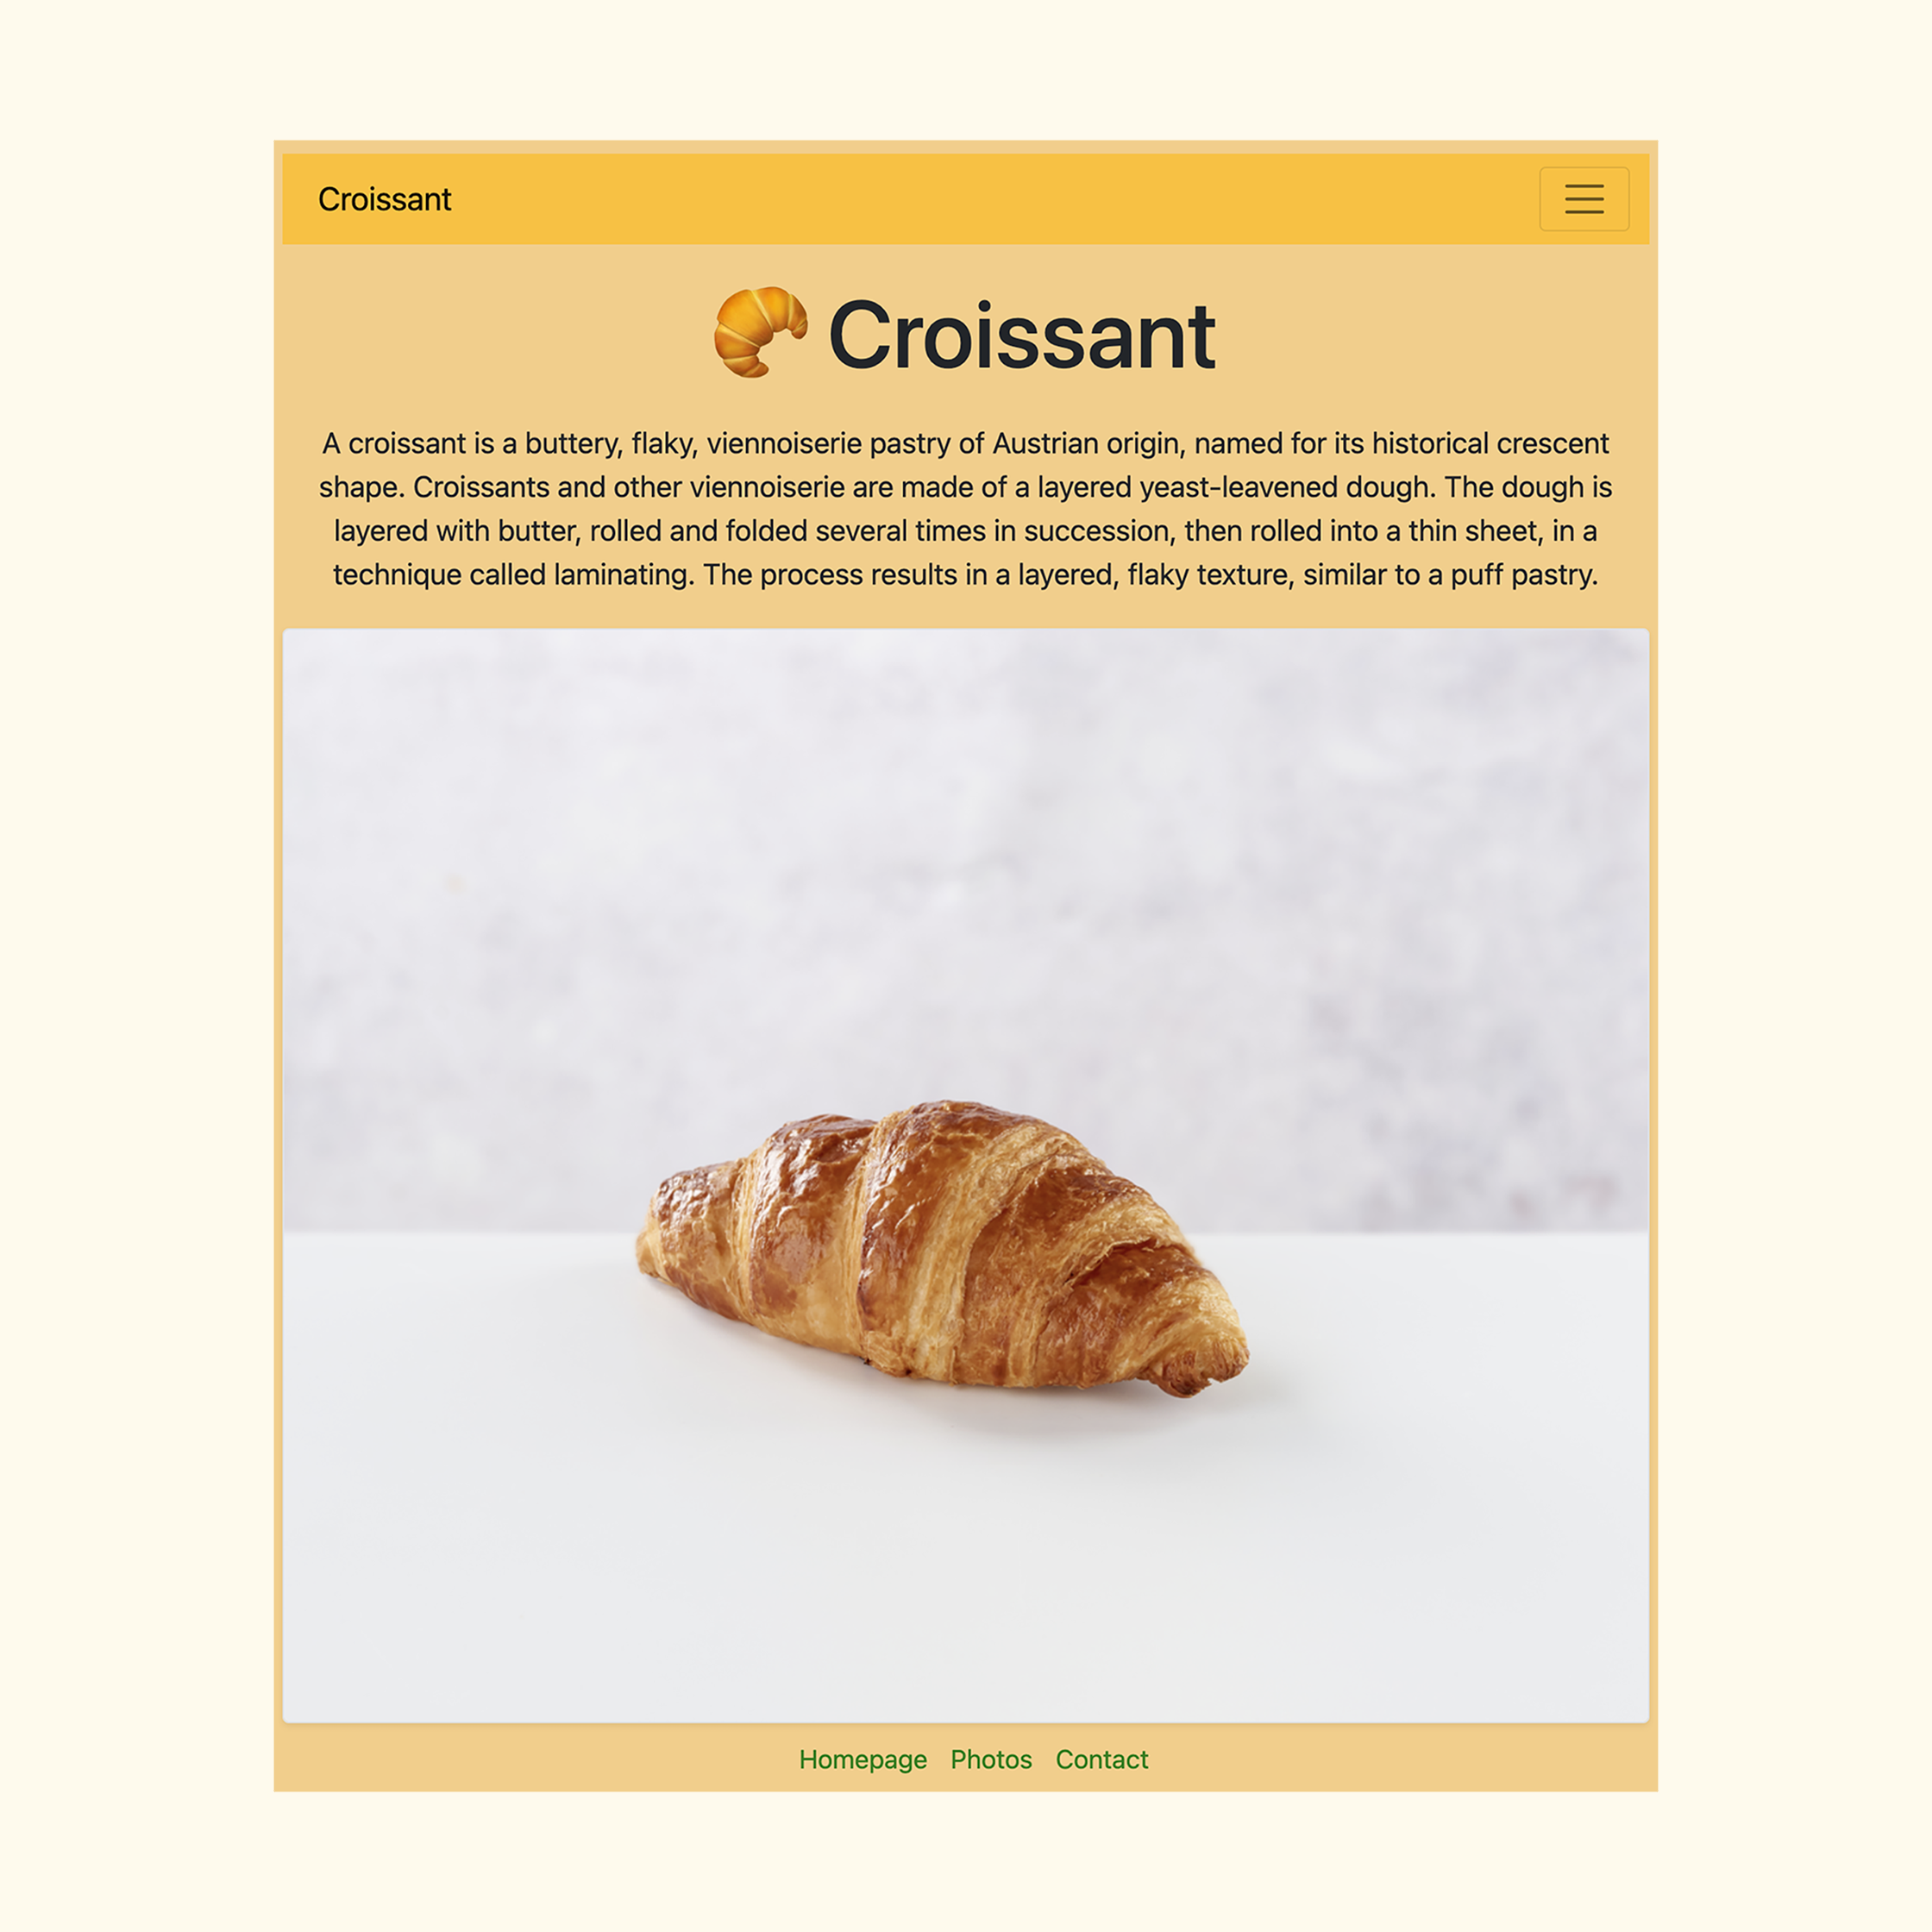 Croissant
🥐 Croissant
A croissant is a buttery, flaky, viennoiserie pastry of Austrian origin, named for its historical crescent
shape. Croissants and other viennoiserie are made of a layered yeast-leavened dough. The dough is
layered with butter, rolled and folded several times in succession, then rolled into a thin sheet, in a
technique called laminating. The process results in a layered, flaky texture, similar to a puff pastry.
Homepage Photos Contact